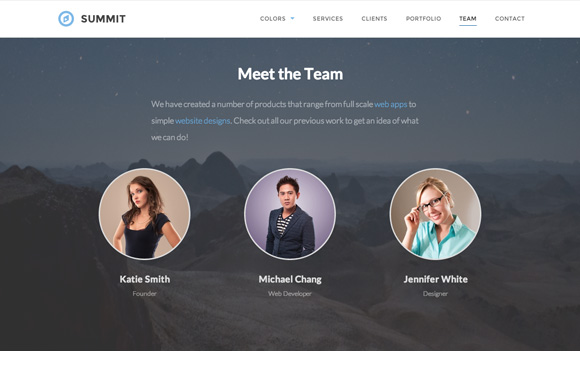 SUMMIT
COLORS
SERVICES
CLIENTS
PORTFOLIO
TEAM
CONTACT
Meet the Team
We have created a number of products that range from full scale web apps to
simple website designs. Check out all our previous work to get an idea of what
we can do!
Katie Smith
Michael Chang
Jennifer White
Founder
Web Developer
Designer